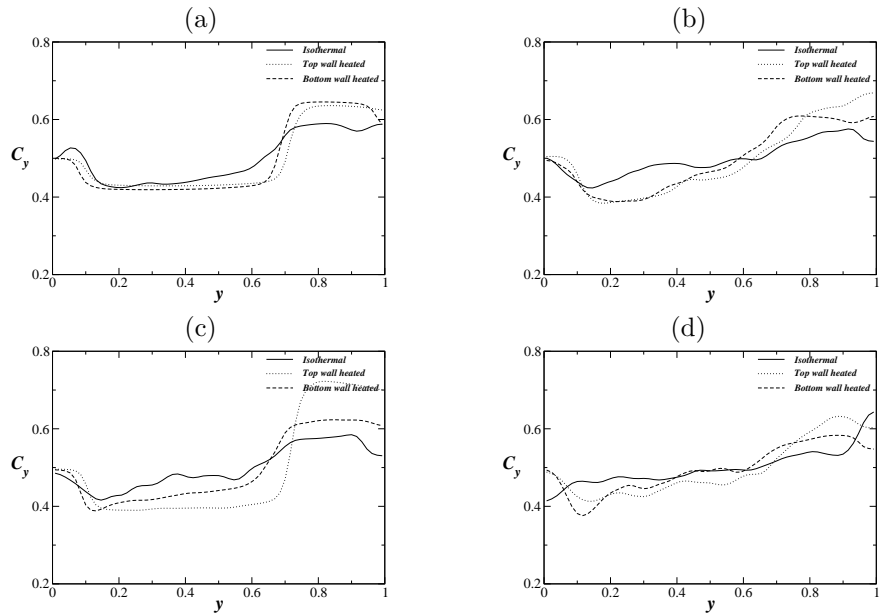 (a)
0.8
0.6
0.4
0.2
C_y
Isothermal
Top wall heated
Bottom wall heated
0 0.2 0.4 0.6 0.8 1
y
(b)
0.8
0.6
0.4
0.2
C_y
Isothermal
Top wall heated
Bottom wall heated
0 0.2 0.4 0.6 0.8 1
y
(c)
0.8
0.6
0.4
0.2
C_y
Isothermal
Top wall heated
Bottom wall heated
0 0.2 0.4 0.6 0.8 1
y
(d)
0.8
0.6
0.4
0.2
C_y
Isothermal
Top wall heated
Bottom wall heated
0 0.2 0.4 0.6 0.8 1
y